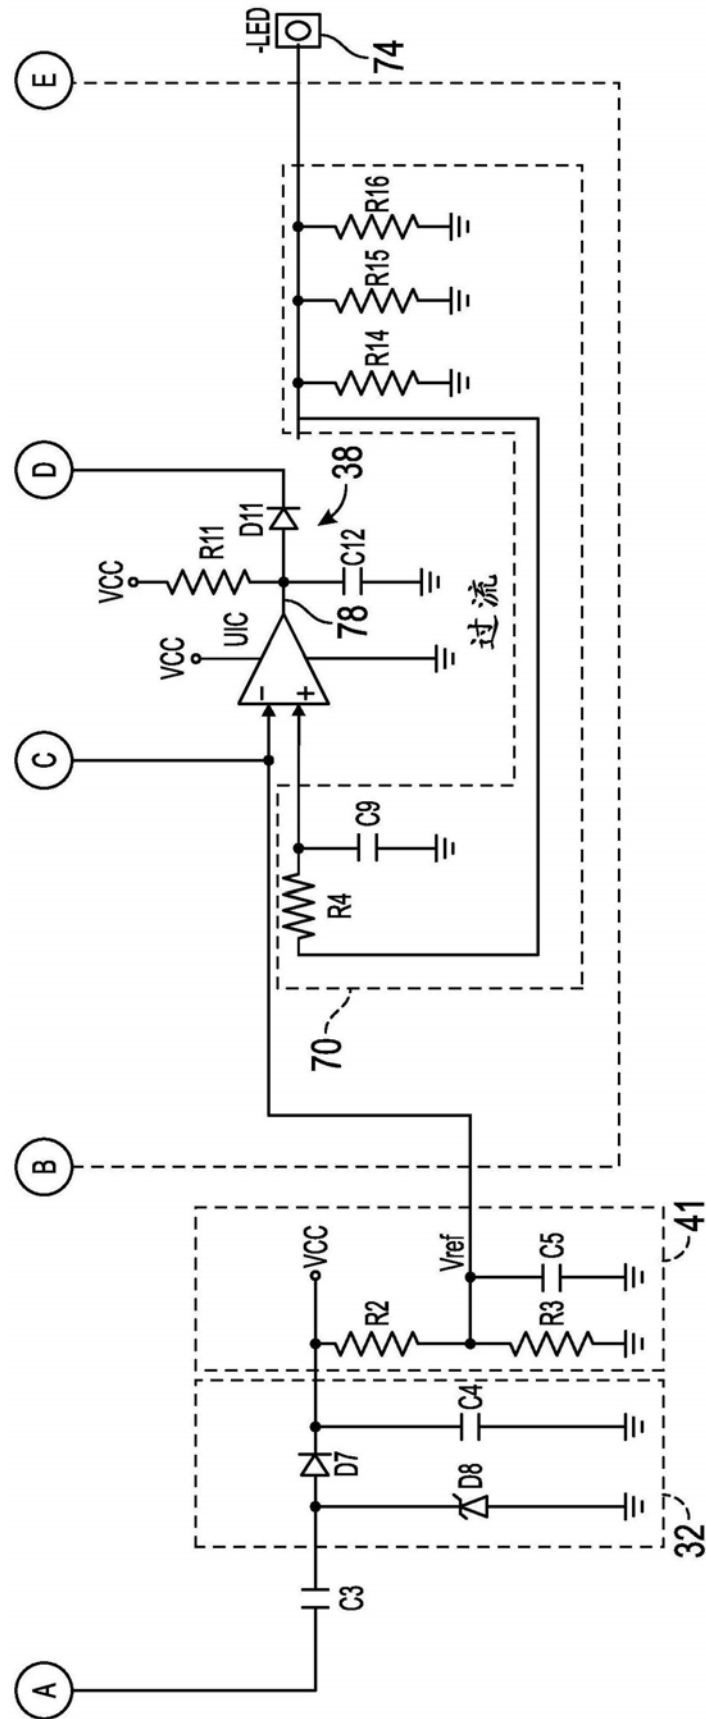 A
B
C
D
E
VCC
VCC
R11
UIC
D11
-LED
−
+
VCC
38
78
R4
70
D7
C3
C9
C12
R14
R15
R16
74
R2
Vref
D8
C4
过流
R3
C5
32
41